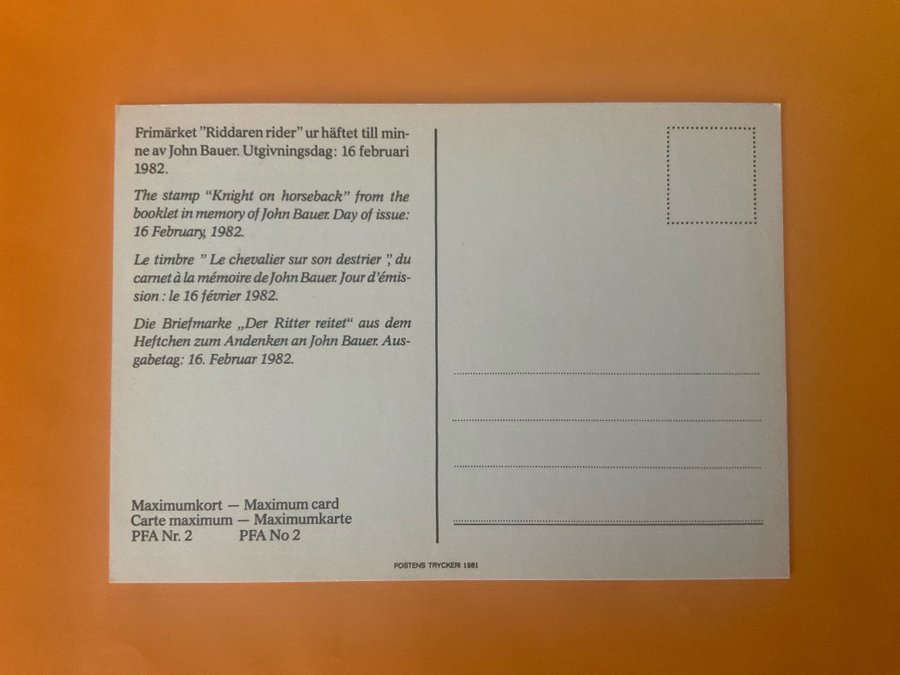 Frimärket ”Riddaren rider” ur häftet till min-
ne av John Bauer. Utgivningsdag: 16 februari
1982.
The stamp “Knight on horseback” from the
booklet in memory of John Bauer. Day of issue:
16 February, 1982.
Le timbre ” Le chevalier sur son destrier ”, du
carnet à la mémoire de John Bauer. Jour d’émis-
sion : le 16 février 1982.
Die Briefmarke „Der Ritter reitet“ aus dem
Heftchen zum Andenken an John Bauer. Aus-
gabetag: 16. Februar 1982.
Maximumkort — Maximum card
Carte maximum — Maximumkarte
PFA Nr. 2 PFA No 2
POSTENS TRYCKERI 1981